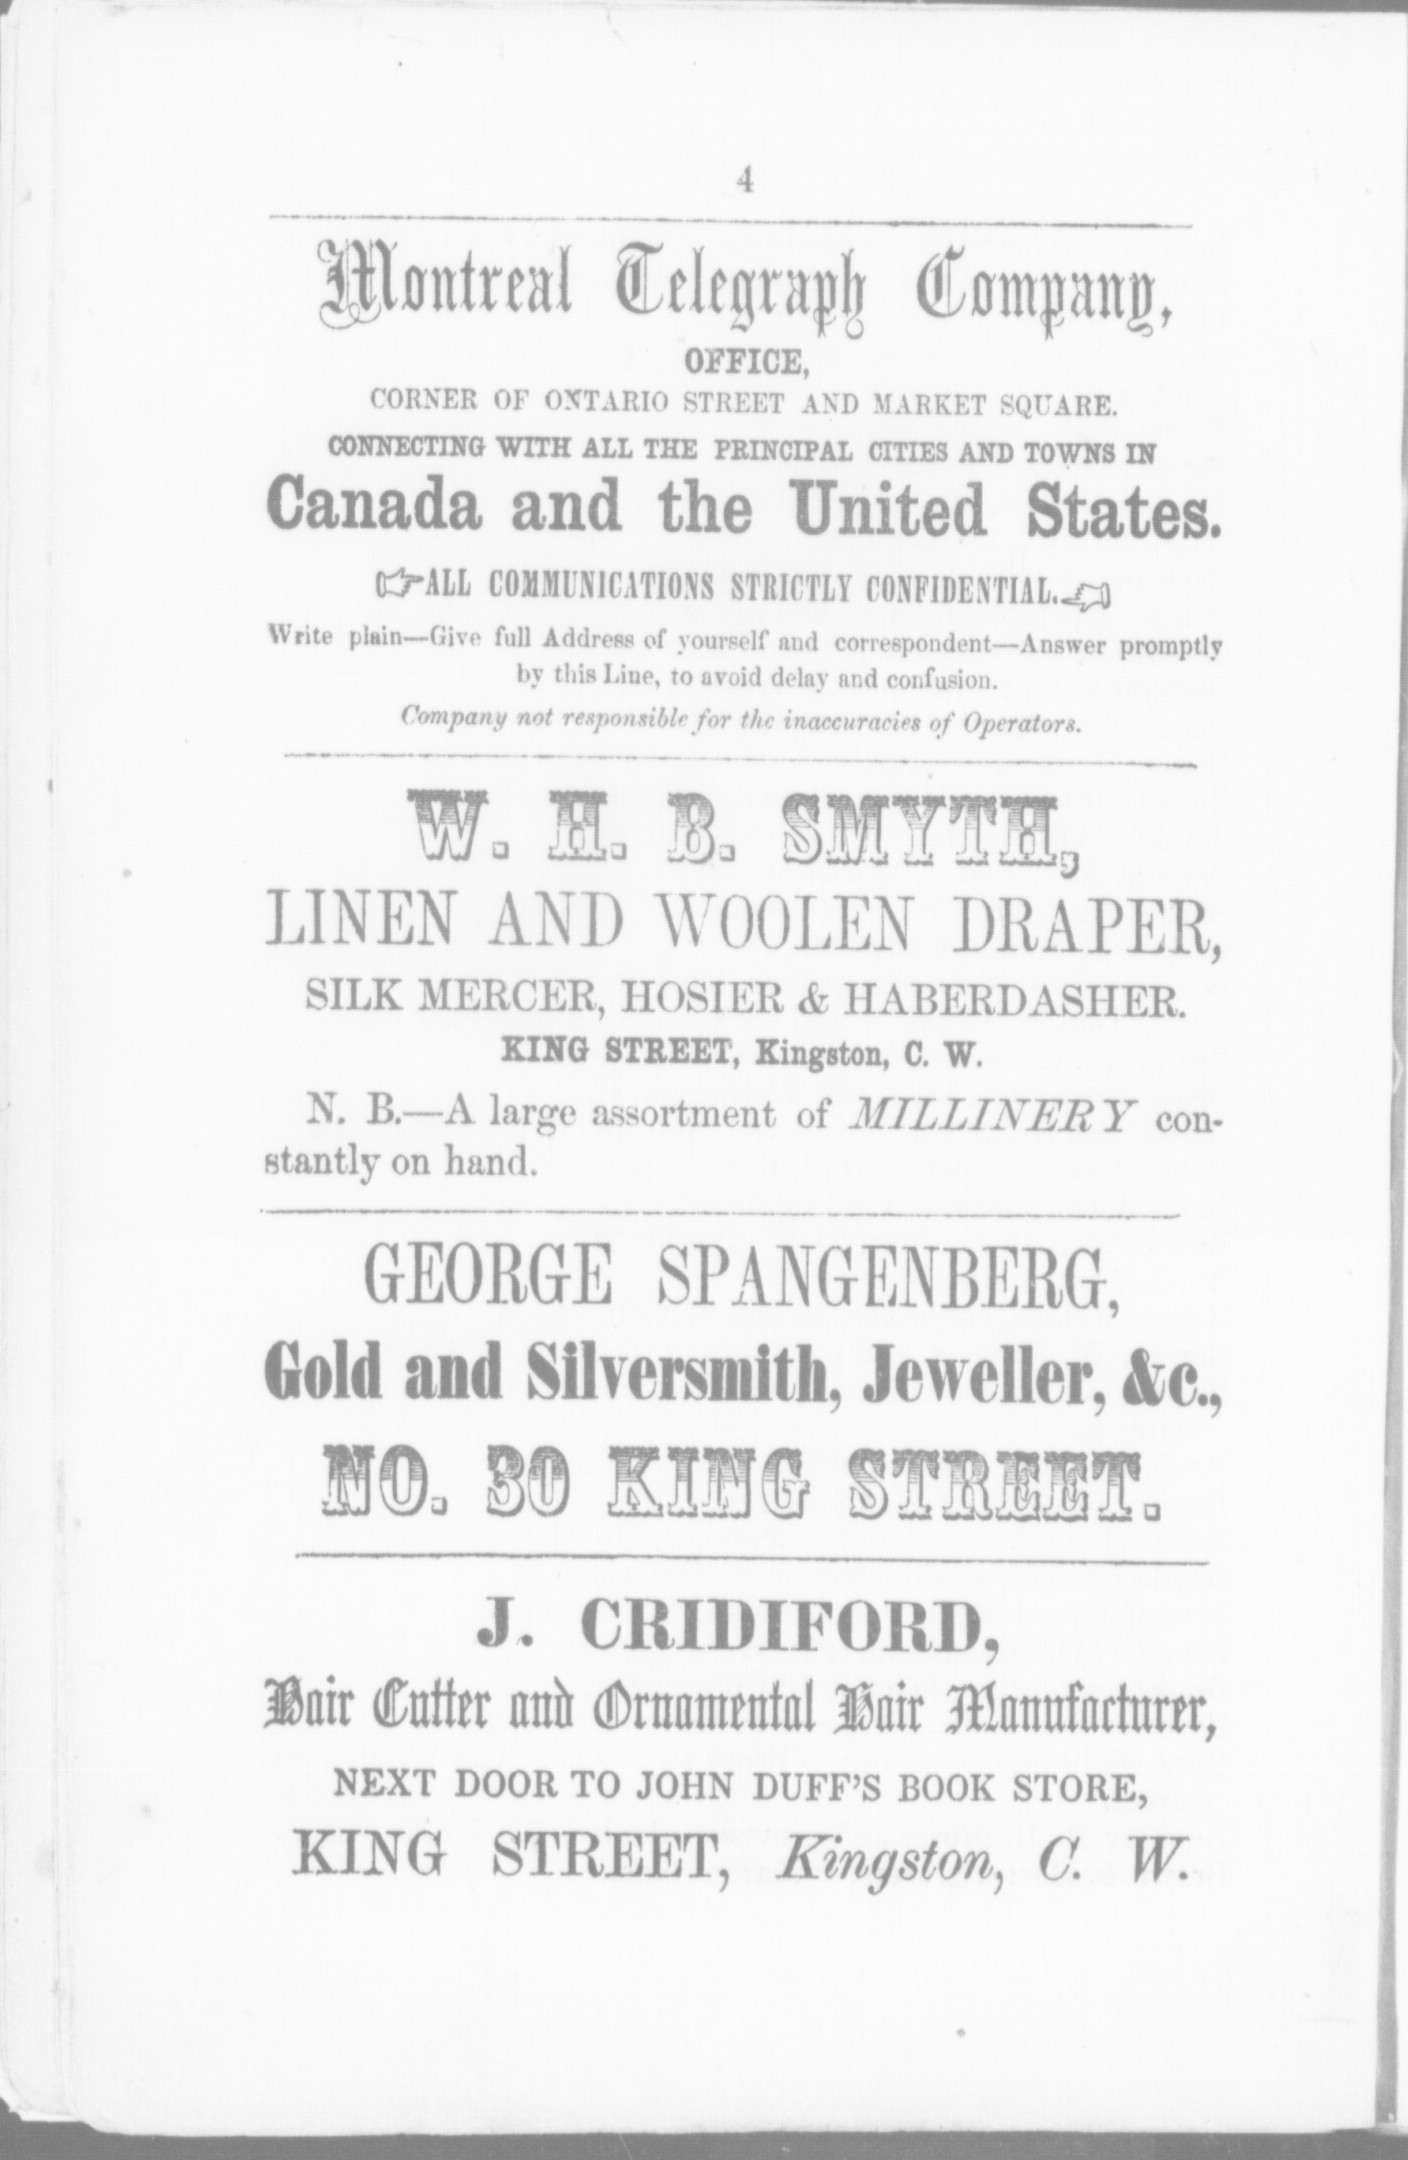 4
Montreal Telegraph Company,
OFFICE,
CORNER OF ONTARIO STREET AND MARKET SQUARE.
CONNECTING WITH ALL THE PRINCIPAL CITIES AND TOWNS IN
Canada and the United States.
☞ALL COMMUNICATIONS STRICTLY CONFIDENTIAL.☜
Write plain—Give full Address of yourself and correspondent—Answer promptly
by this Line, to avoid delay and confusion.
Company not responsible for the inaccuracies of Operators.
W. H. B. SMYTH,
LINEN AND WOOLEN DRAPER,
SILK MERCER, HOSIER & HABERDASHER.
KING STREET, Kingston, C. W.
N. B.—A large assortment of MILLINERY con-
stantly on hand.
GEORGE SPANGENBERG,
Gold and Silversmith, Jeweller, &c.,
NO. 30 KING STREET.
J. CRIDIFORD,
Hair Cutter and Ornamental Hair Manufacturer,
NEXT DOOR TO JOHN DUFF'S BOOK STORE,
KING STREET, Kingston, C. W.